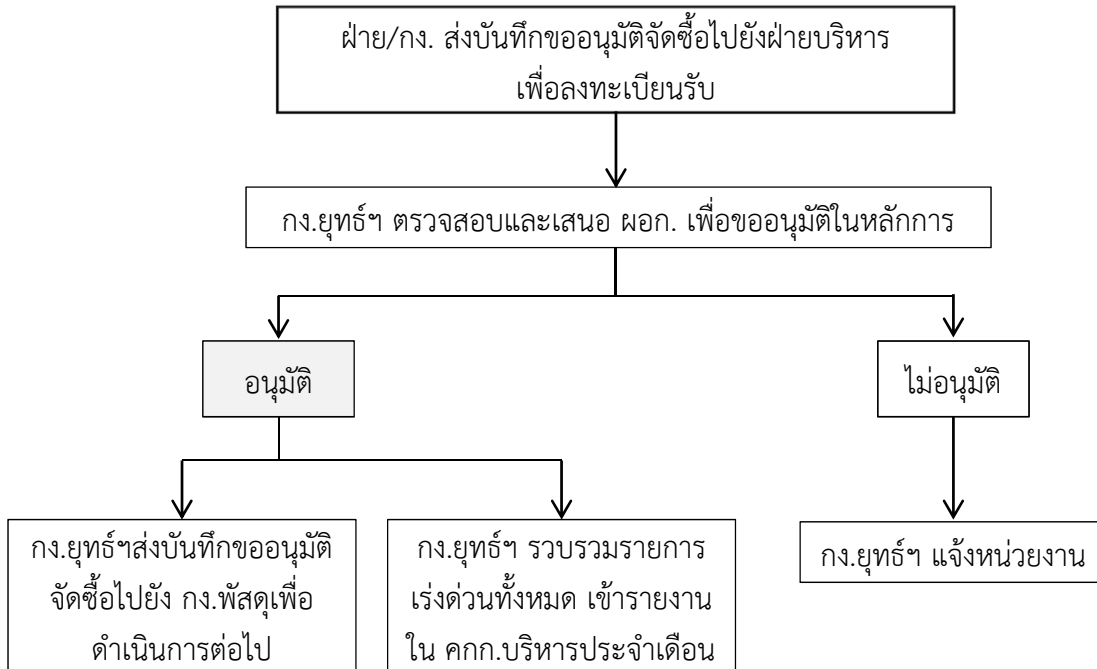 ฝ่าย/กง. ส่งบันทึกขออนุมัติจัดซื้อไปยังฝ่ายบริหาร
เพื่อลงทะเบียนรับ
กง.ยุทธ์ฯ ตรวจสอบและเสนอ ผอก. เพื่อขออนุมัติในหลักการ
อนุมัติ
ไม่อนุมัติ
กง.ยุทธ์ฯส่งบันทึกขออนุมัติ
จัดซื้อไปยัง กง.พัสดุเพื่อ
ดำเนินการต่อไป
กง.ยุทธ์ฯ รวบรวมรายการ
เร่งด่วนทั้งหมด เข้ารายงาน
ใน คกก.บริหารประจำเดือน
กง.ยุทธ์ฯ แจ้งหน่วยงาน